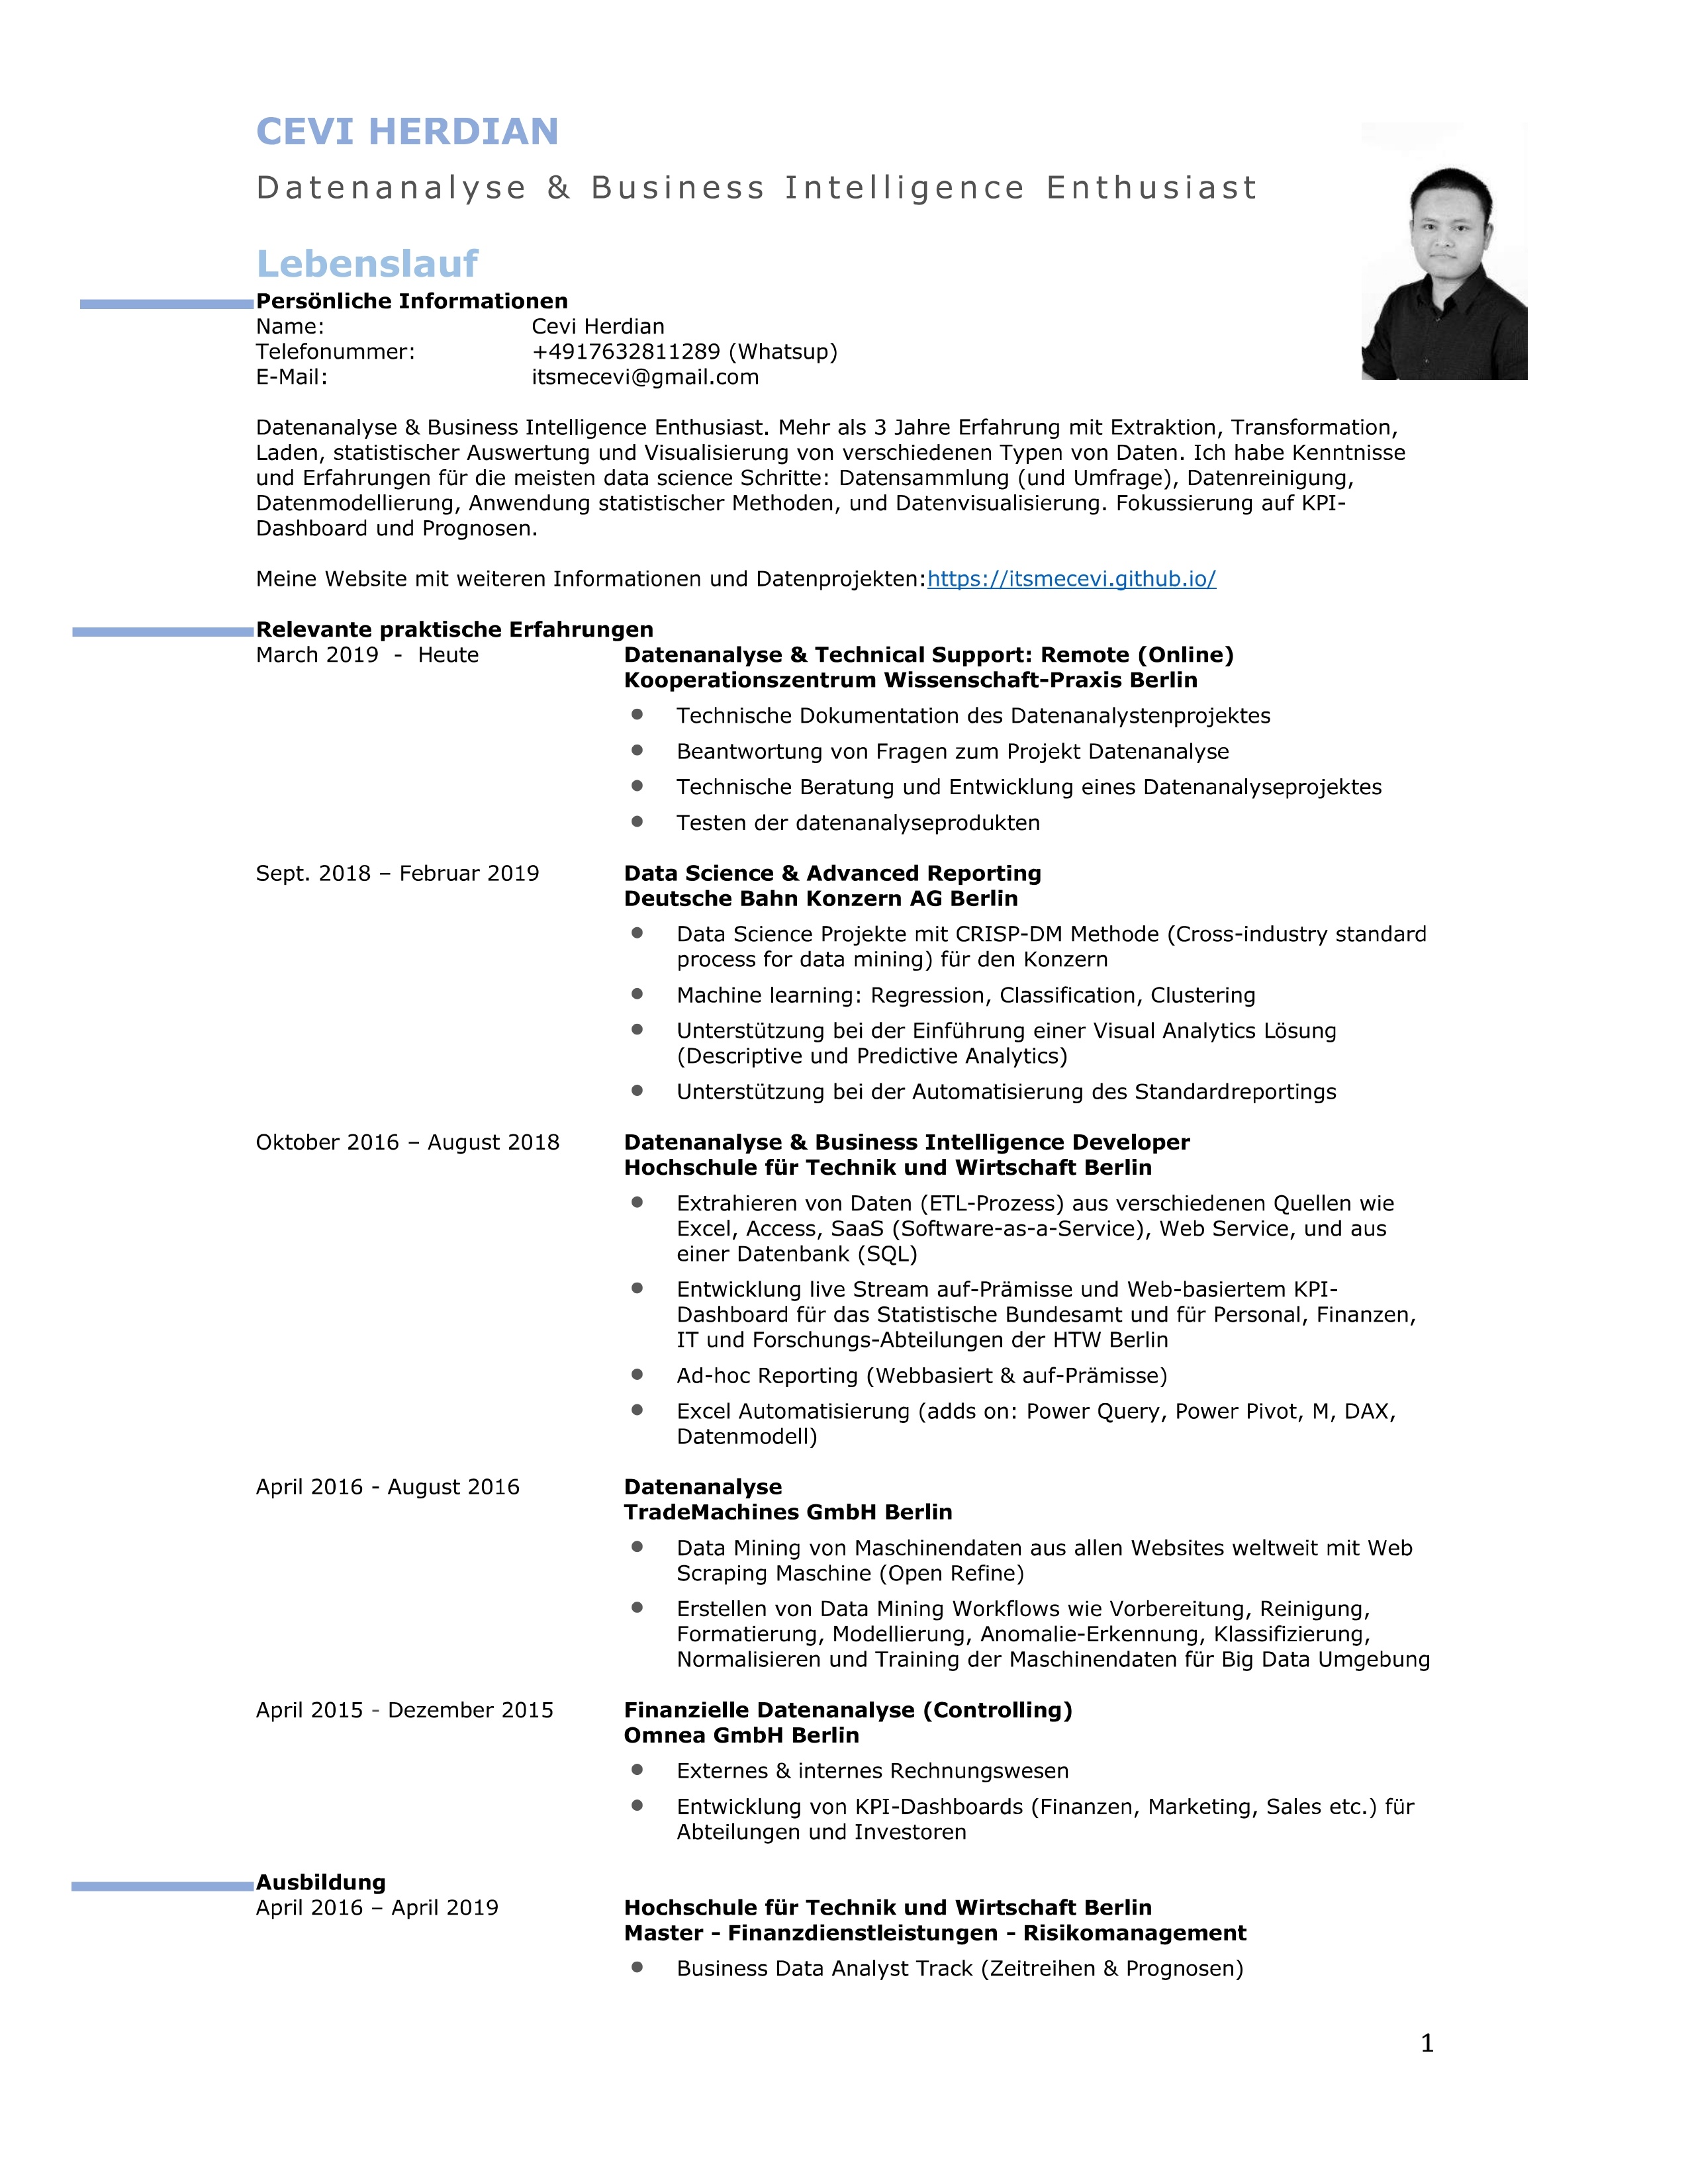 CEVI HERDIAN
Datenanalyse & Business Intelligence Enthusiast
Lebenslauf
Persönliche Informationen
Name: Cevi Herdian
Telefonummer: +4917632811289 (Whatsup)
E-Mail: itsmecevi@gmail.com
Datenanalyse & Business Intelligence Enthusiast. Mehr als 3 Jahre Erfahrung mit Extraktion, Transformation,
Laden, statistischer Auswertung und Visualisierung von verschiedenen Typen von Daten. Ich habe Kenntnisse
und Erfahrungen für die meisten data science Schritte: Datensammlung (und Umfrage), Datenreinigung,
Datenmodellierung, Anwendung statistischer Methoden, und Datenvisualisierung. Fokussierung auf KPI-
Dashboard und Prognosen.
Meine Website mit weiteren Informationen und Datenprojekten:https://itsmecevi.github.io/
Relevante praktische Erfahrungen
March 2019 - Heute Datenanalyse & Technical Support: Remote (Online)
Kooperationszentrum Wissenschaft-Praxis Berlin
● Technische Dokumentation des Datenanalystenprojektes
● Beantwortung von Fragen zum Projekt Datenanalyse
● Technische Beratung und Entwicklung eines Datenanalyseprojektes
● Testen der datenanalyseprodukten
Sept. 2018 – Februar 2019 Data Science & Advanced Reporting
Deutsche Bahn Konzern AG Berlin
● Data Science Projekte mit CRISP-DM Methode (Cross-industry standard
process for data mining) für den Konzern
● Machine learning: Regression, Classification, Clustering
● Unterstützung bei der Einführung einer Visual Analytics Lösung
(Descriptive und Predictive Analytics)
● Unterstützung bei der Automatisierung des Standardreportings
Oktober 2016 – August 2018 Datenanalyse & Business Intelligence Developer
Hochschule für Technik und Wirtschaft Berlin
● Extrahieren von Daten (ETL-Prozess) aus verschiedenen Quellen wie
Excel, Access, SaaS (Software-as-a-Service), Web Service, und aus
einer Datenbank (SQL)
● Entwicklung live Stream auf-Prämisse und Web-basiertem KPI-
Dashboard für das Statistische Bundesamt und für Personal, Finanzen,
IT und Forschungs-Abteilungen der HTW Berlin
● Ad-hoc Reporting (Webbasiert & auf-Prämisse)
● Excel Automatisierung (adds on: Power Query, Power Pivot, M, DAX,
Datenmodell)
April 2016 - August 2016 Datenanalyse
TradeMachines GmbH Berlin
● Data Mining von Maschinendaten aus allen Websites weltweit mit Web
Scraping Maschine (Open Refine)
● Erstellen von Data Mining Workflows wie Vorbereitung, Reinigung,
Formatierung, Modellierung, Anomalie-Erkennung, Klassifizierung,
Normalisieren und Training der Maschinendaten für Big Data Umgebung
April 2015 - Dezember 2015 Finanzielle Datenanalyse (Controlling)
Omnea GmbH Berlin
● Externes & internes Rechnungswesen
● Entwicklung von KPI-Dashboards (Finanzen, Marketing, Sales etc.) für
Abteilungen und Investoren
Ausbildung
April 2016 – April 2019 Hochschule für Technik und Wirtschaft Berlin
Master - Finanzdienstleistungen - Risikomanagement
● Business Data Analyst Track (Zeitreihen & Prognosen)
1